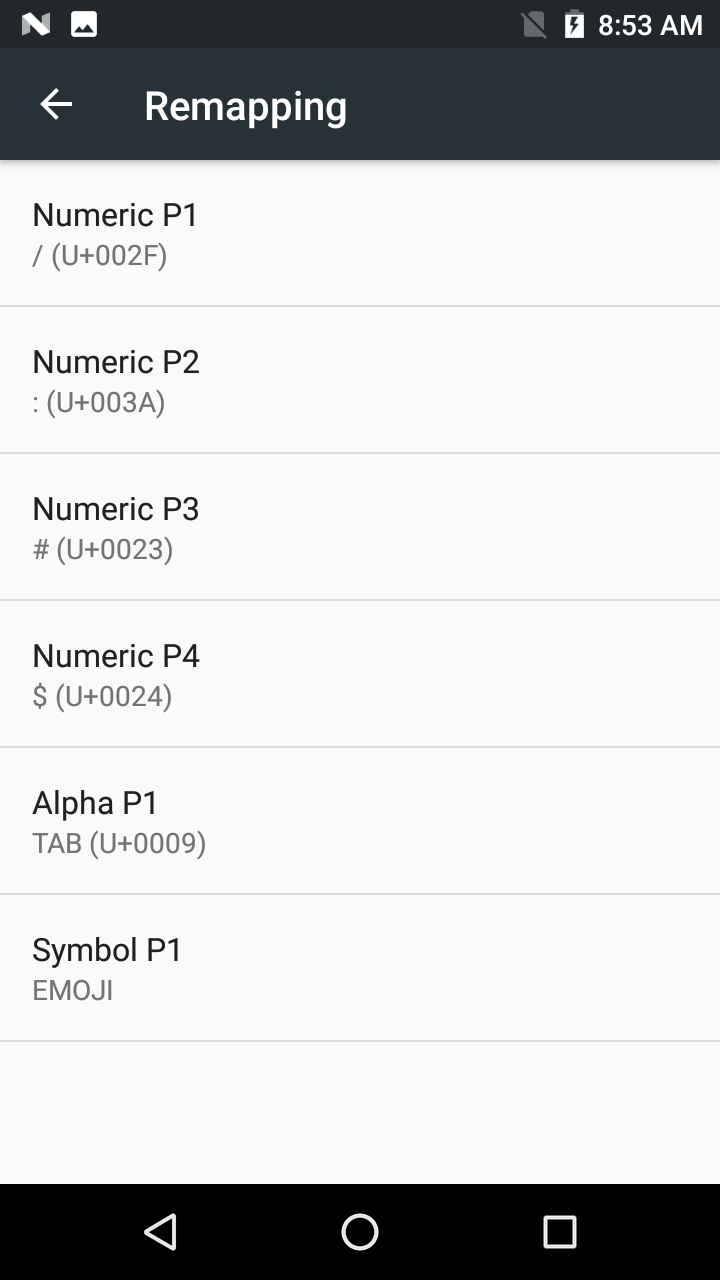 8:53 AM
Remapping
Numeric P1
/ (U+002F)
Numeric P2
: (U+003A)
Numeric P3
# (U+0023)
Numeric P4
$ (U+0024)
Alpha P1
TAB (U+0009)
Symbol P1
EMOJI